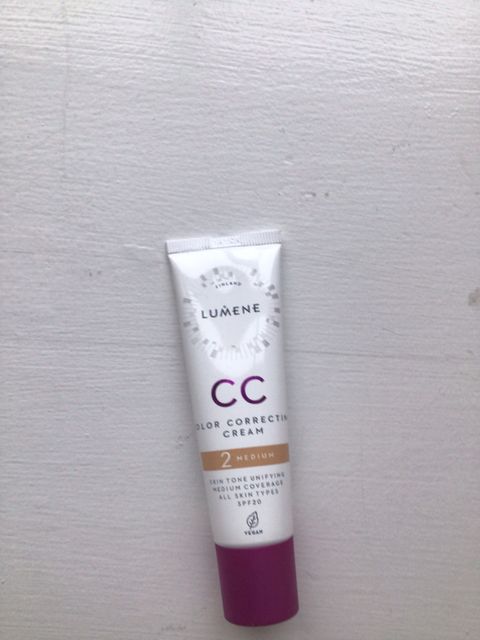 FINLAND
LUMENE
CC
OLOR CORRECTIN
CREAM
2 MEDIUM
SKIN TONE UNIFYING
MEDIUM COVERAGE
ALL SKIN TYPES
SPF20
VEGAN